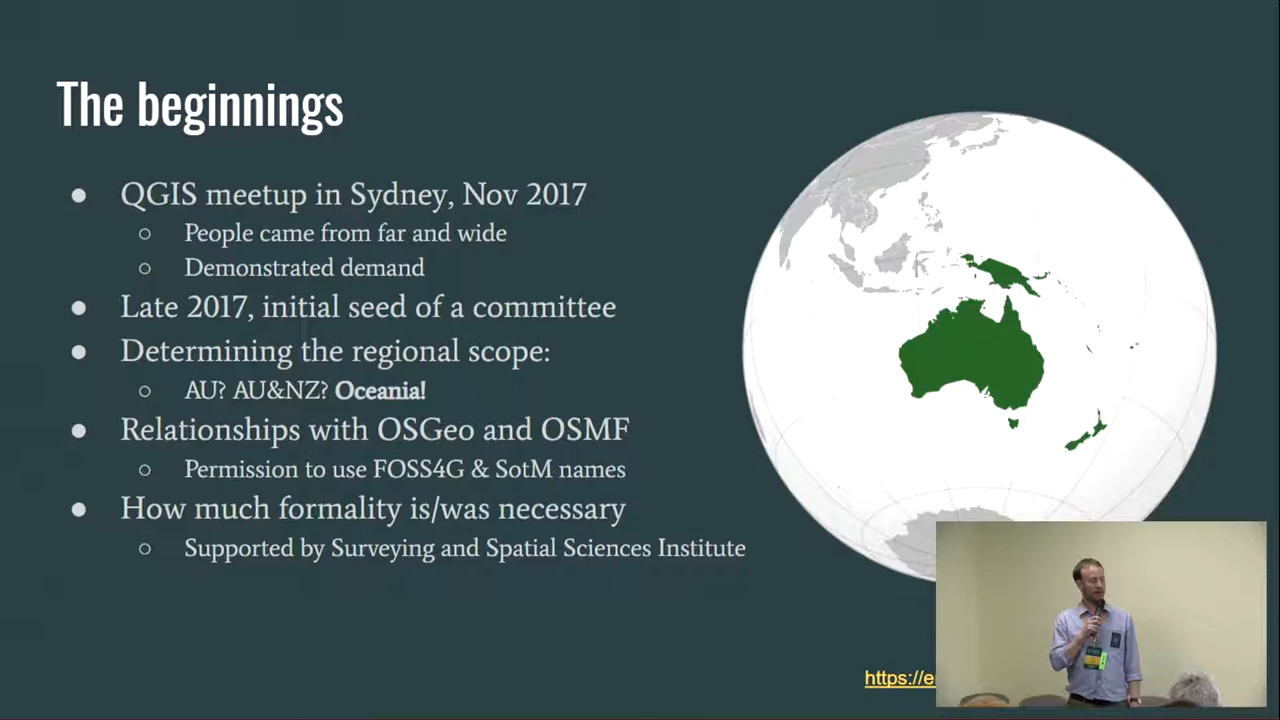 The beginnings
● QGIS meetup in Sydney, Nov 2017
○ People came from far and wide
○ Demonstrated demand
● Late 2017, initial seed of a committee
● Determining the regional scope:
○ AU? AU&NZ? Oceania!
● Relationships with OSGeo and OSMF
○ Permission to use FOSS4G & SotM names
● How much formality is/was necessary
○ Supported by Surveying and Spatial Sciences Institute
https://e